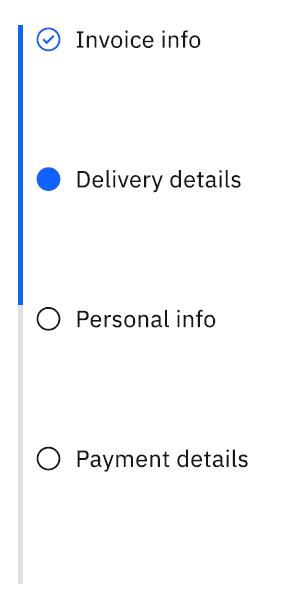 Invoice info
Delivery details
Personal info
Payment details